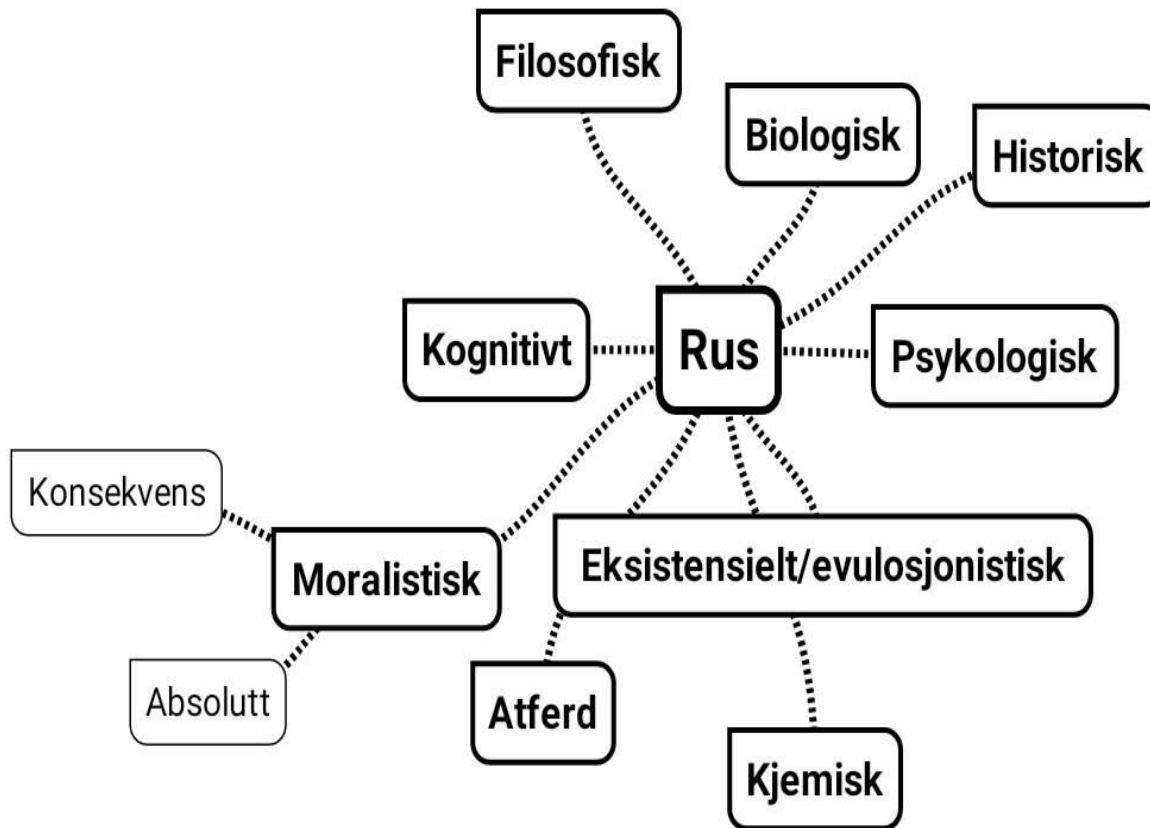 Filosofisk
Biologisk
Historisk
Kognitivt
Rus
Psykologisk
Konsekvens
Moralistisk
Eksistensielt/evulosjonistisk
Absolutt
Atferd
Kjemisk